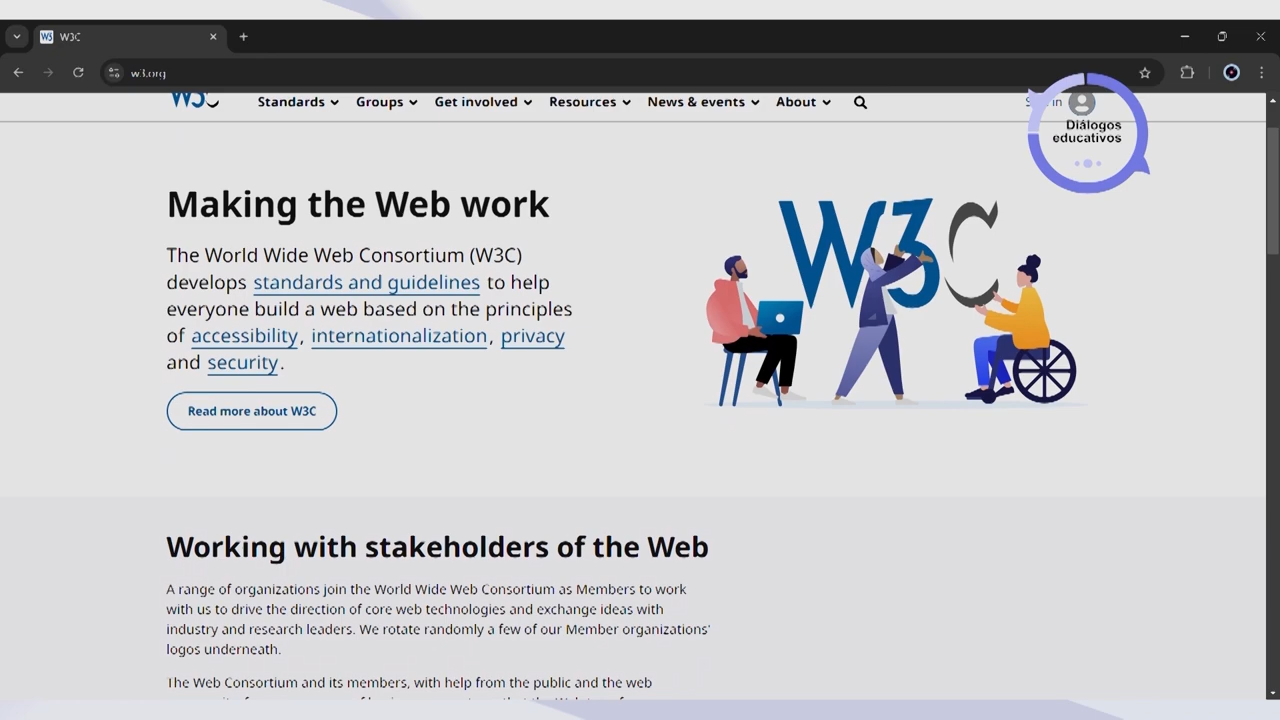 W3C
w3.org
W3C
Standards
Groups
Get involved
Resources
News & events
About
in
Diálogos
educativos
Making the Web work
The World Wide Web Consortium (W3C)
develops standards and guidelines to help
everyone build a web based on the principles
of accessibility, internationalization, privacy
and security.
Read more about W3C
W3C
Working with stakeholders of the Web
A range of organizations join the World Wide Web Consortium as Members to work
with us to drive the direction of core web technologies and exchange ideas with
industry and research leaders. We rotate randomly a few of our Member organizations'
logos underneath.
The Web Consortium and its members, with help from the public and the web